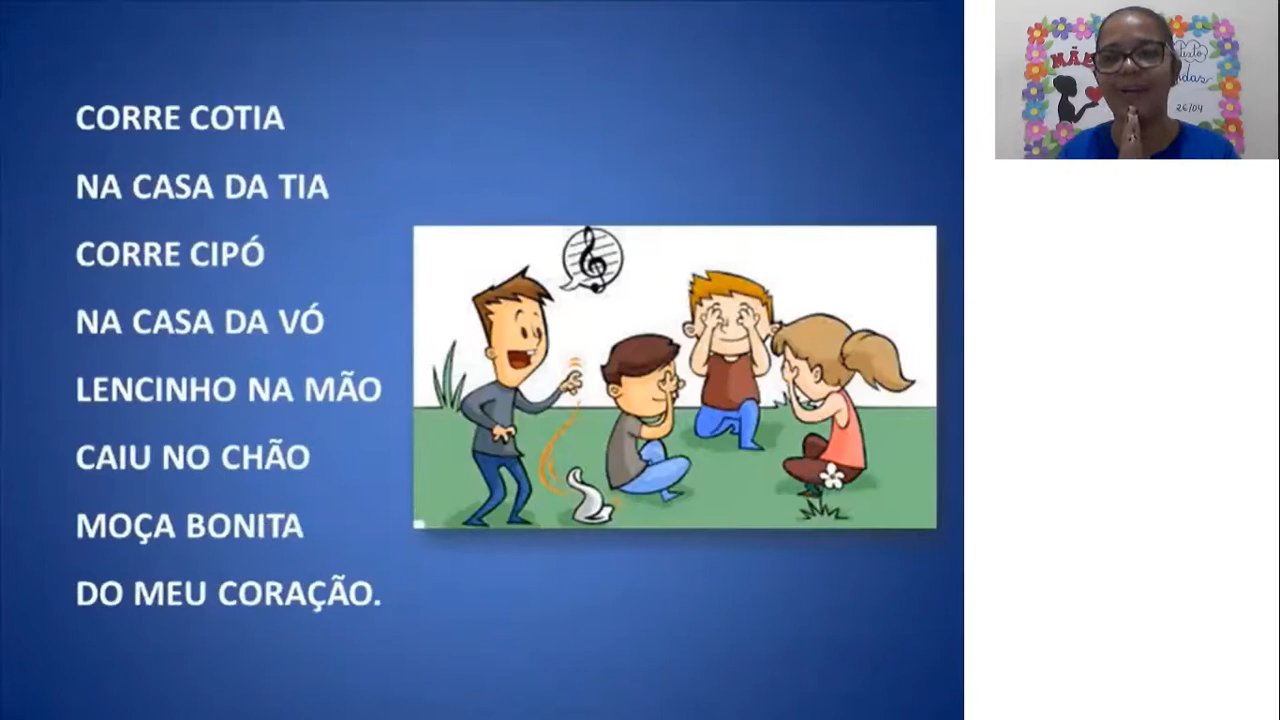 CORRE COTIA
NA CASA DA TIA
CORRE CIPÓ
NA CASA DA VÓ
LENCINHO NA MÃO
CAIU NO CHÃO
MOÇA BONITA
DO MEU CORAÇÃO.
MÃE
26/04